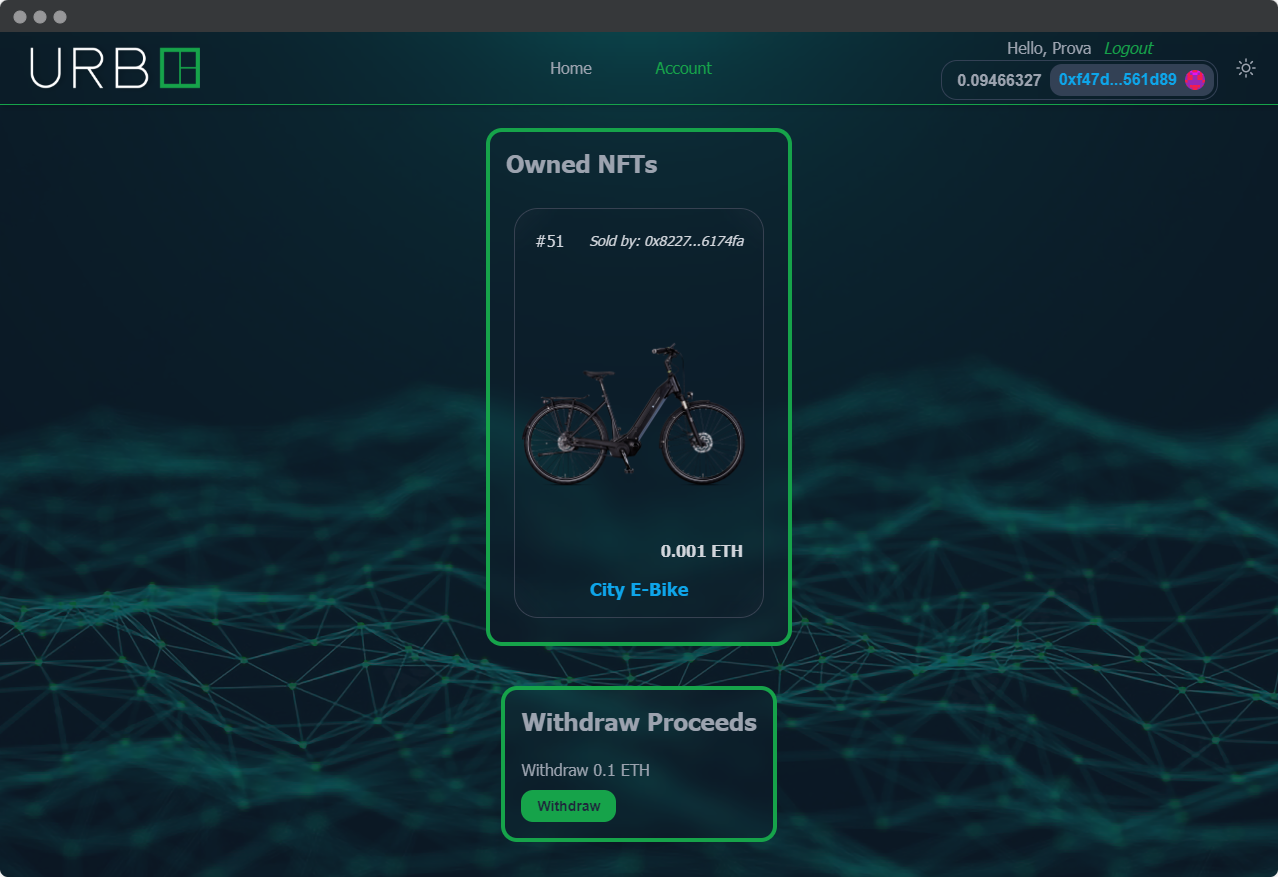 URBE
Home
Account
Hello, Prova Logout
0.09466327 0xf47d...561d89
Owned NFTs
#51 Sold by: 0x8227...6174fa
0.001 ETH
City E-Bike
Withdraw Proceeds
Withdraw 0.1 ETH
Withdraw